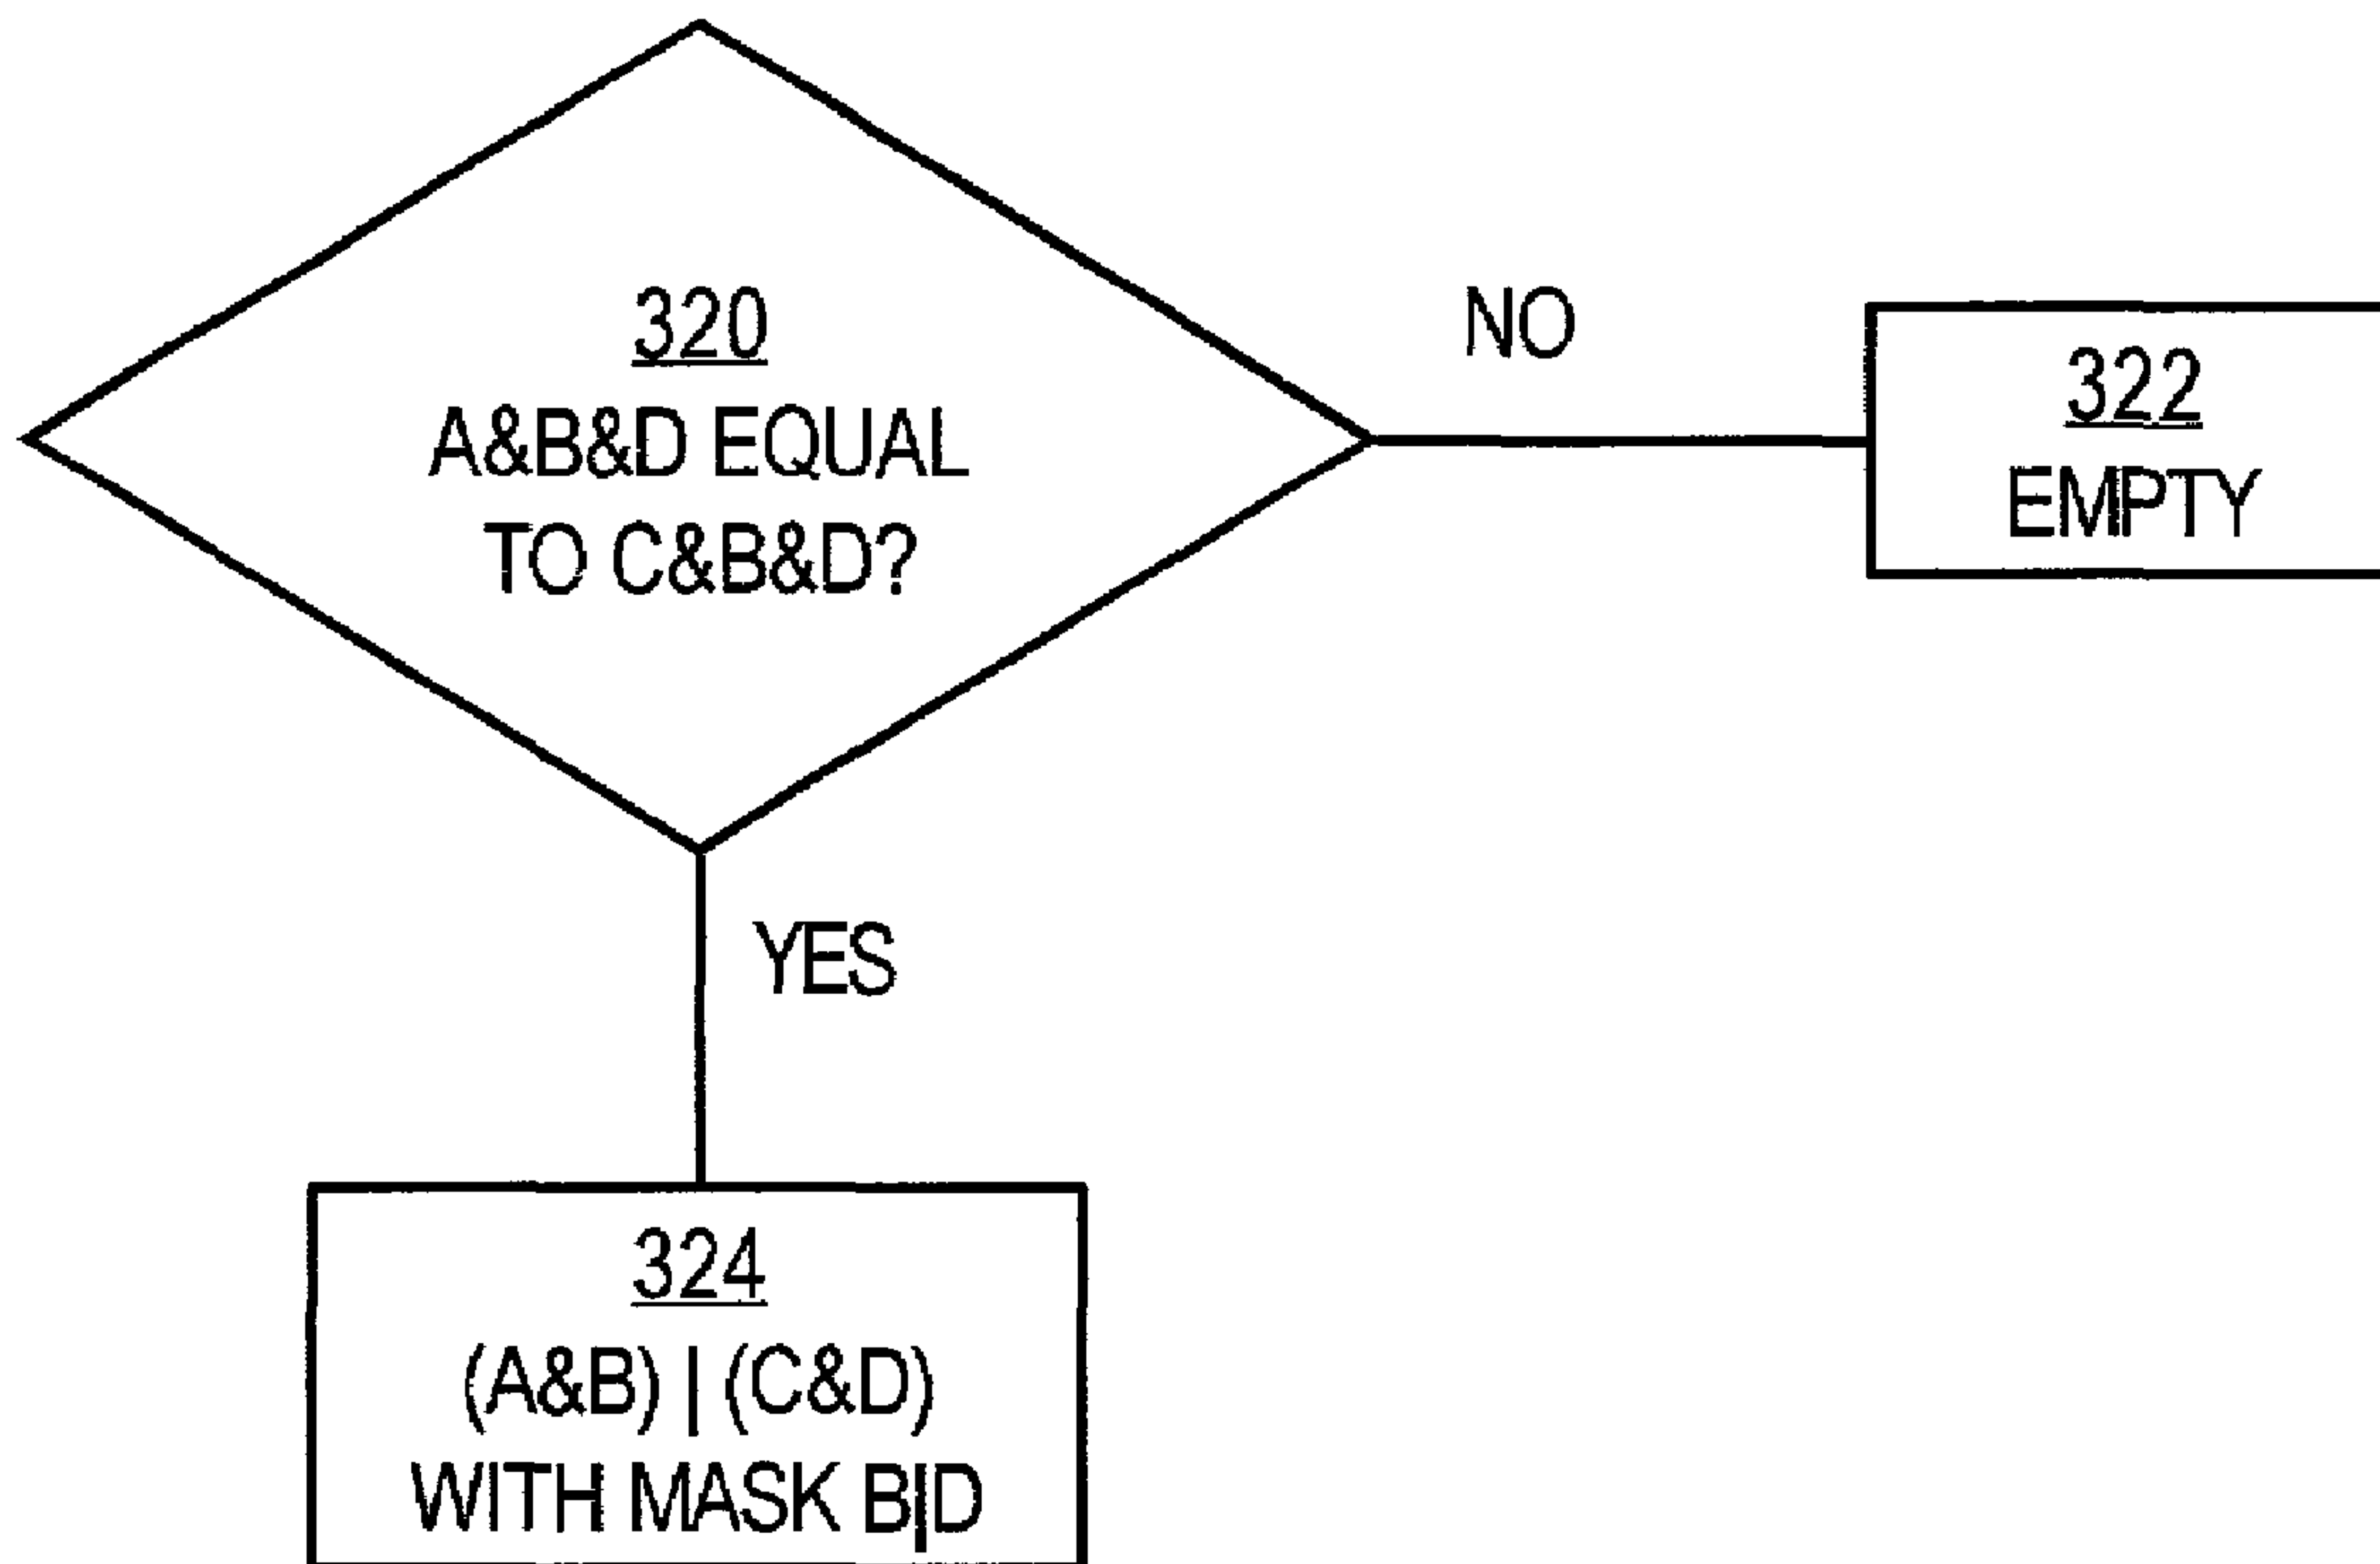 320
A&B&D EQUAL
TO C&B&D?
NO
322
EMPTY
YES
324
(A&B) | (C&D)
WITH MASK B|D